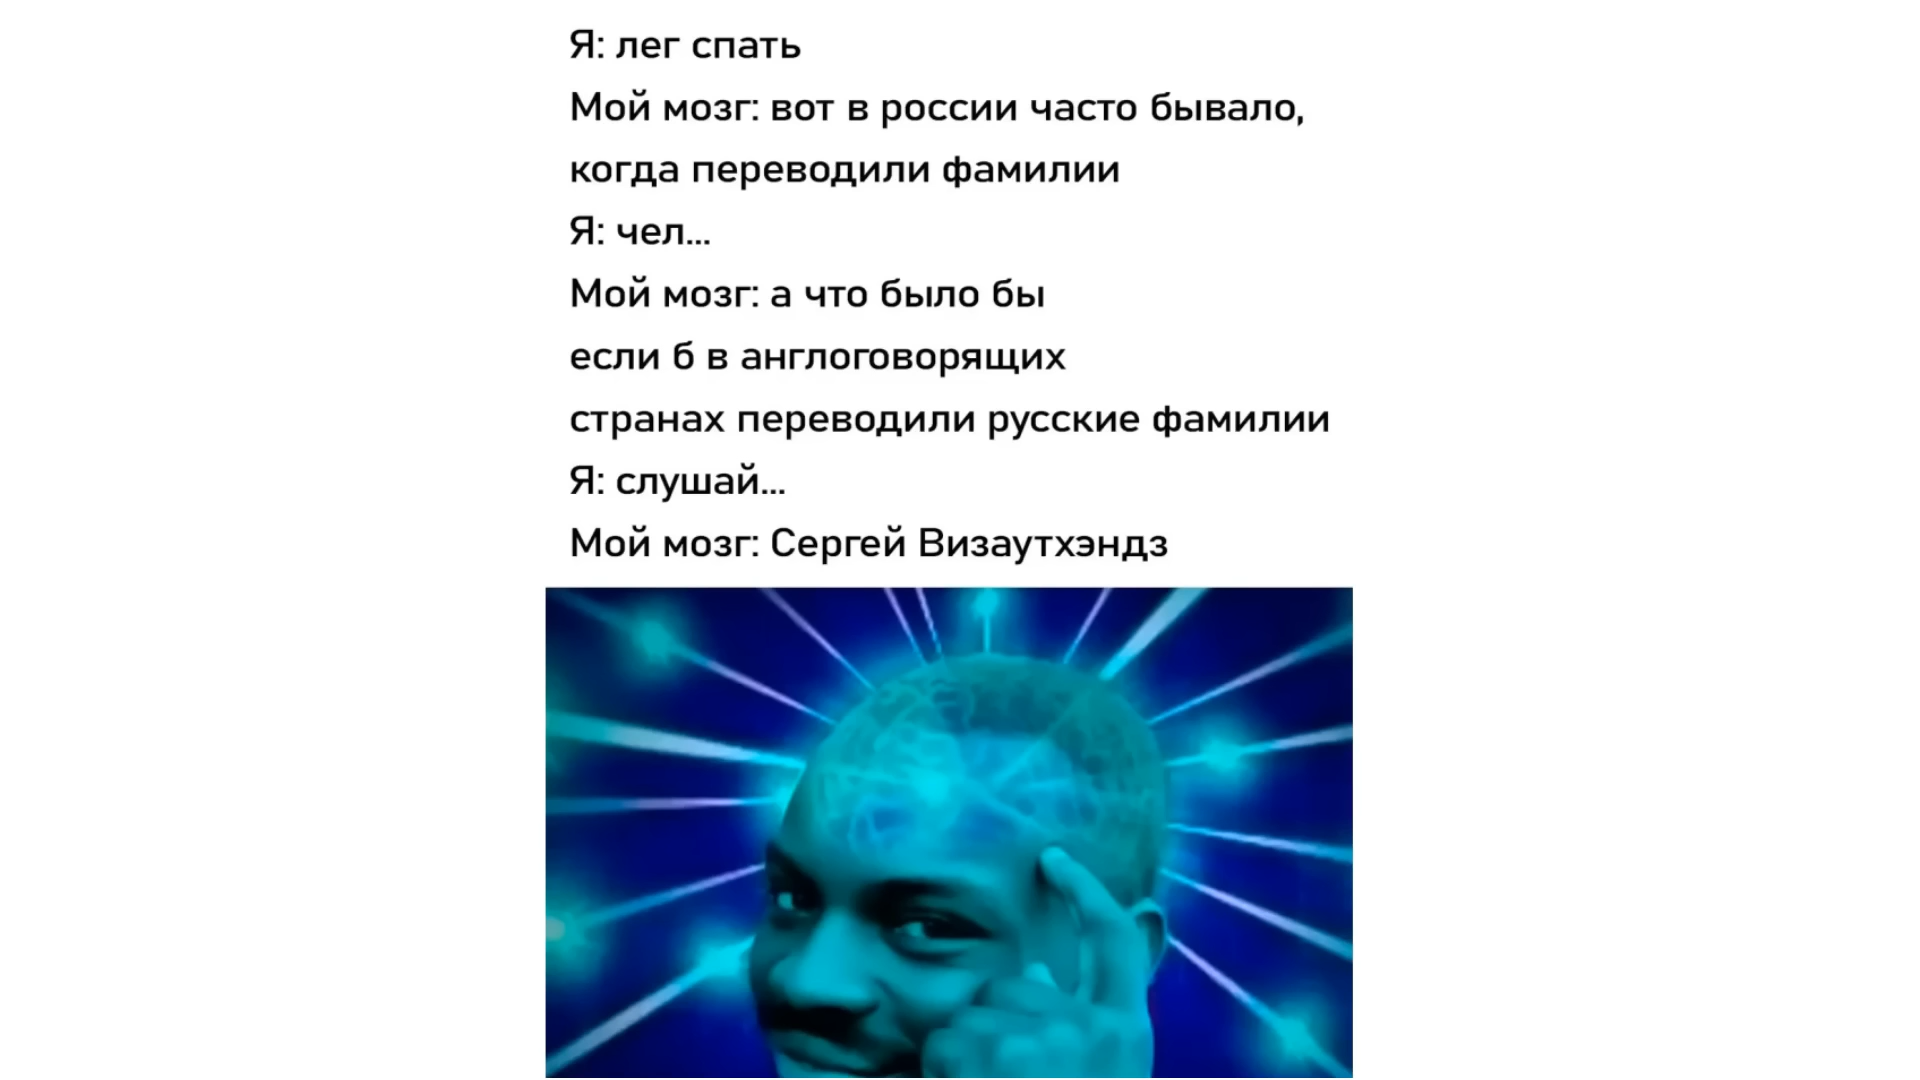 Я: лег спать
Мой мозг: вот в россии часто бывало,
когда переводили фамилии
Я: чел...
Мой мозг: а что было бы
если б в англоговорящих
странах переводили русские фамилии
Я: слушай...
Мой мозг: Сергей Визаутхэндз